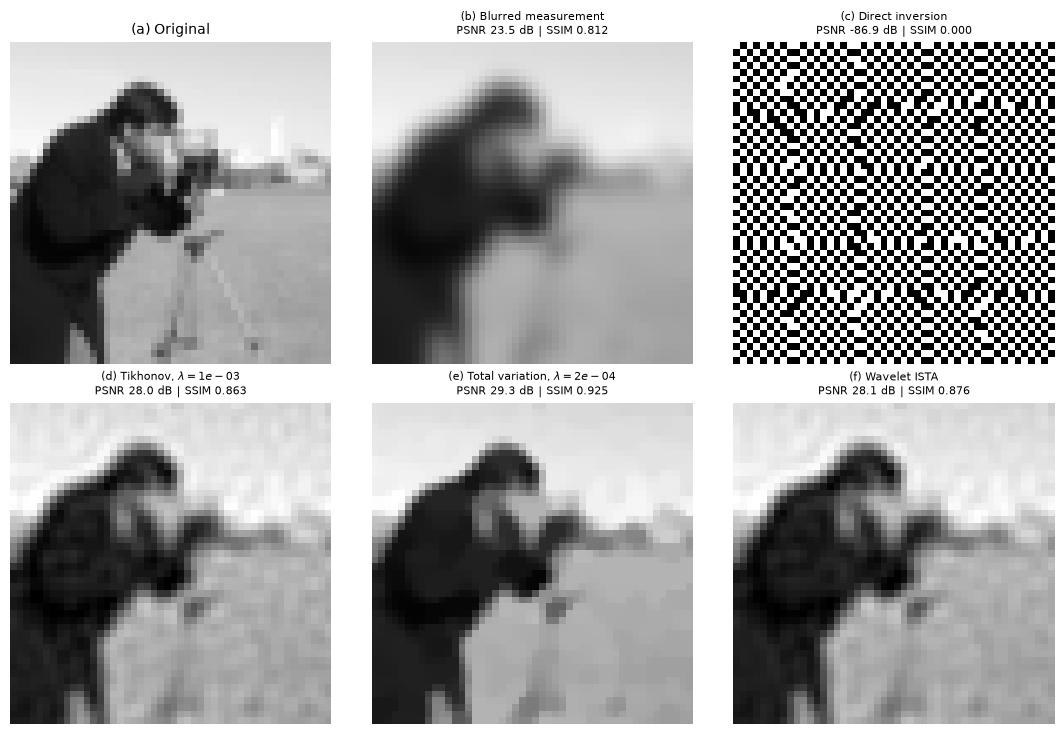 (a) Original
(b) Blurred measurement
PSNR 23.5 dB | SSIM 0.812
(c) Direct inversion
PSNR -86.9 dB | SSIM 0.000
(d) Tikhonov, λ = 1e − 03
PSNR 28.0 dB | SSIM 0.863
(e) Total variation, λ = 2e − 04
PSNR 29.3 dB | SSIM 0.925
(f) Wavelet ISTA
PSNR 28.1 dB | SSIM 0.876